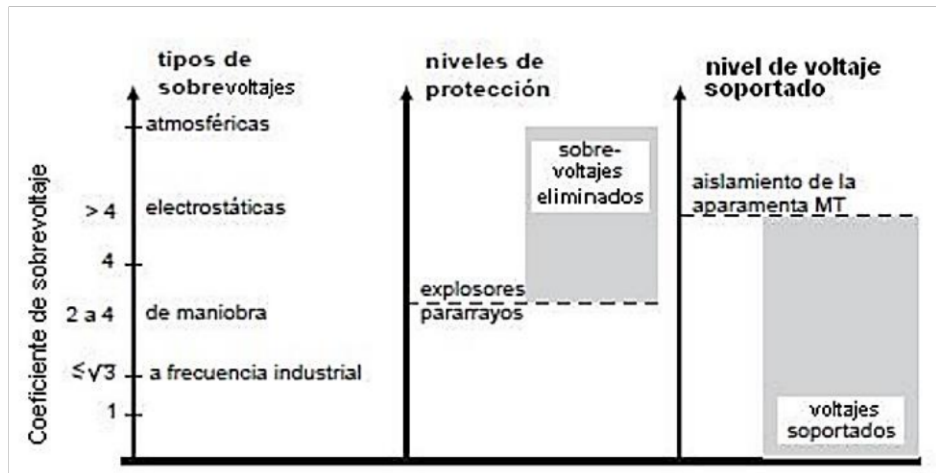 tipos de
sobrevoltajes
niveles de
protección
nivel de voltaje
soportado
Coeficiente de sobrevoltaje
atmosféricas
> 4 electrostáticas
4
2 a 4 de maniobra
≤√3 a frecuencia industrial
1
sobre-
voltajes
eliminados
explosores
pararrayos
aislamiento de la
aparamenta MT
voltajes
soportados